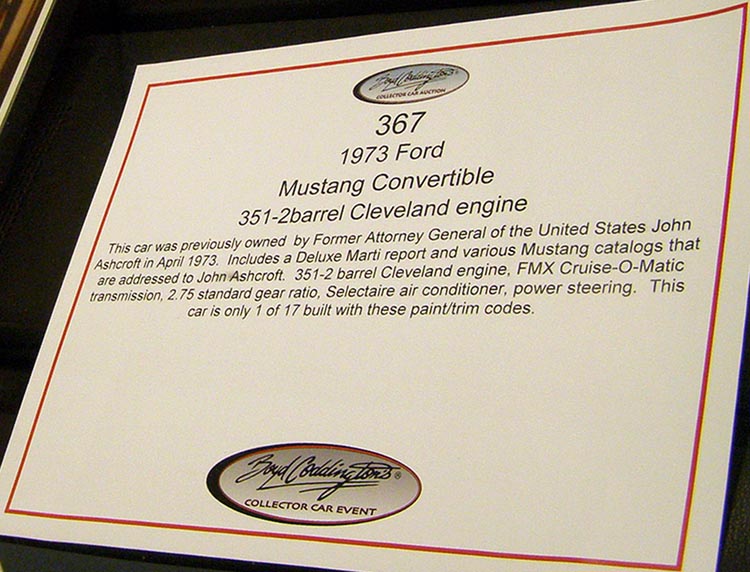 Boyd Coddington's®
COLLECTOR CAR AUCTION
367
1973 Ford
Mustang Convertible
351-2barrel Cleveland engine
This car was previously owned by Former Attorney General of the United States John
Ashcroft in April 1973. Includes a Deluxe Marti report and various Mustang catalogs that
are addressed to John Ashcroft. 351-2 barrel Cleveland engine, FMX Cruise-O-Matic
transmission, 2.75 standard gear ratio, Selectaire air conditioner, power steering. This
car is only 1 of 17 built with these paint/trim codes.
Boyd Coddington's®
COLLECTOR CAR EVENT